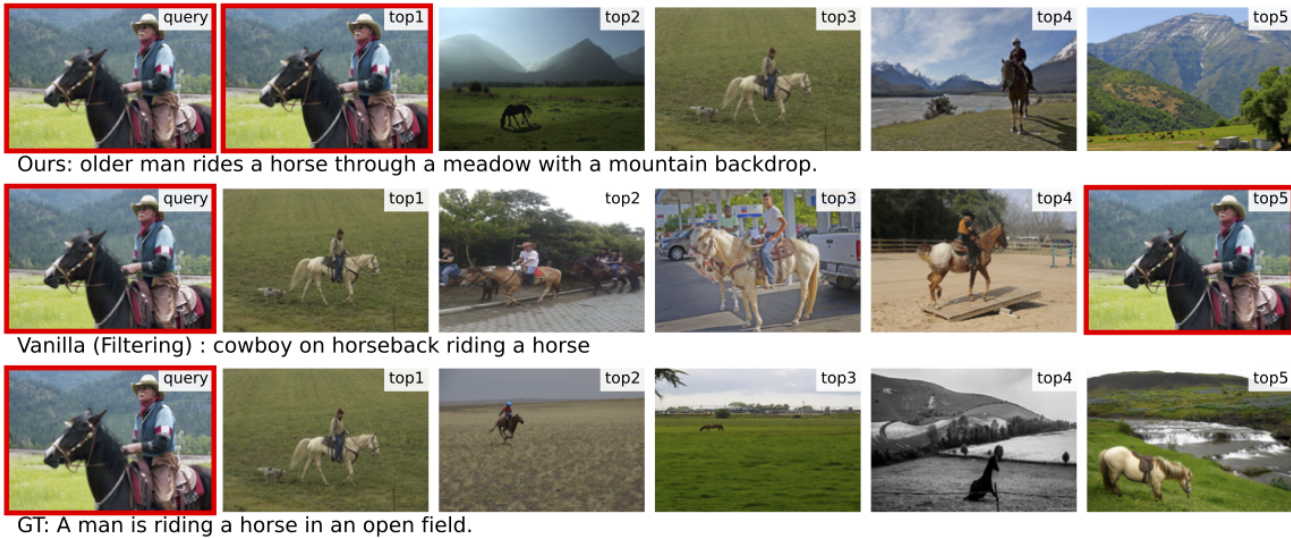 query top1 top2 top3 top4 top5
Ours: older man rides a horse through a meadow with a mountain backdrop.
query top1 top2 top3 top4 top5
Vanilla (Filtering) : cowboy on horseback riding a horse
query top1 top2 top3 top4 top5
GT: A man is riding a horse in an open field.